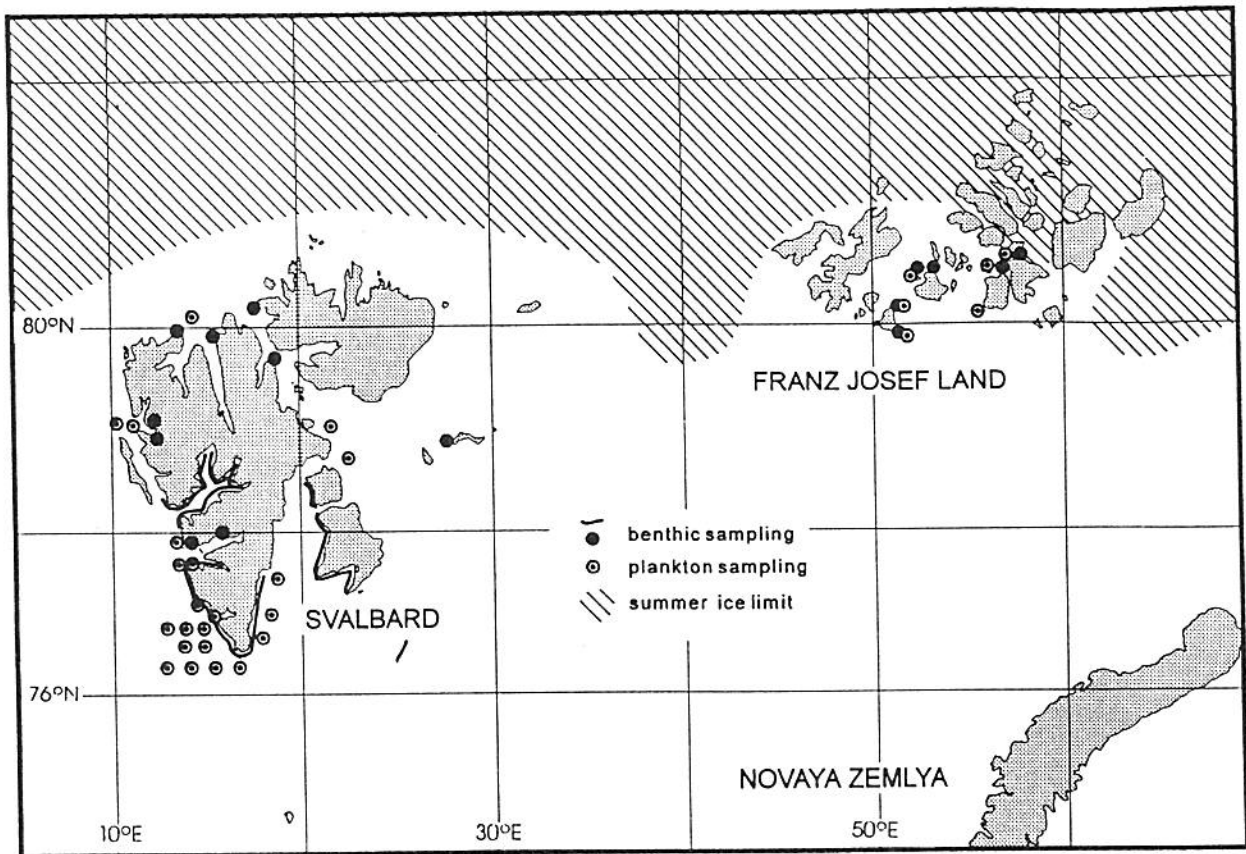 80°N
FRANZ JOSEF LAND
benthic sampling
plankton sampling
summer ice limit
SVALBARD
76°N
NOVAYA ZEMLYA
10°E
30°E
50°E